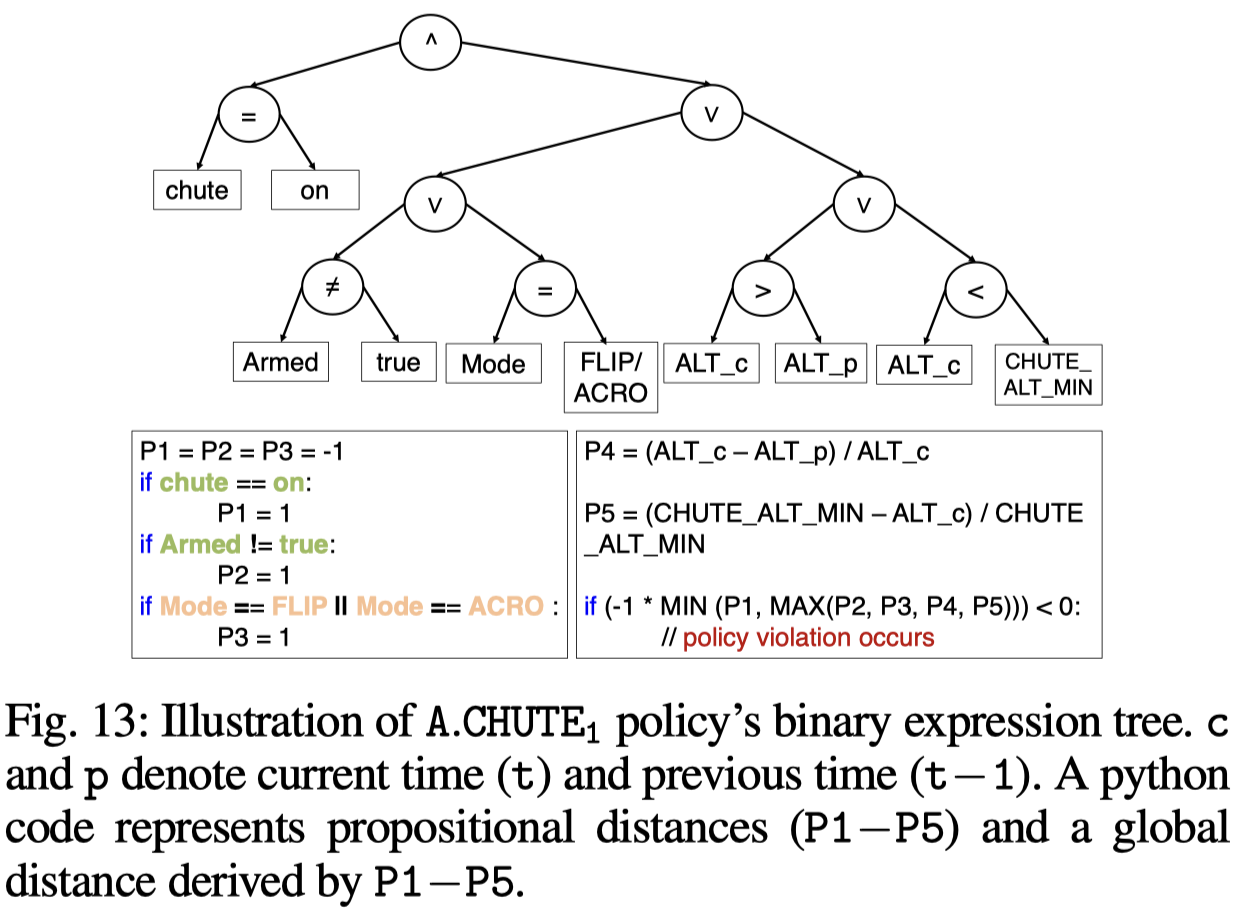 ∧
=
∨
chute
on
∨
∨
≠
=
>
<
Armed
true
Mode
FLIP/
ACRO
ALT_c
ALT_p
ALT_c
CHUTE_
ALT_MIN
P1 = P2 = P3 = -1
if chute == on:
P1 = 1
if Armed != true:
P2 = 1
if Mode == FLIP || Mode == ACRO :
P3 = 1
P4 = (ALT_c – ALT_p) / ALT_c
P5 = (CHUTE_ALT_MIN – ALT_c) / CHUTE
_ALT_MIN
if (-1 * MIN (P1, MAX(P2, P3, P4, P5))) < 0:
// policy violation occurs
Fig. 13: Illustration of A.CHUTE₁ policy's binary expression tree. c
and p denote current time (t) and previous time (t−1). A python
code represents propositional distances (P1−P5) and a global
distance derived by P1−P5.